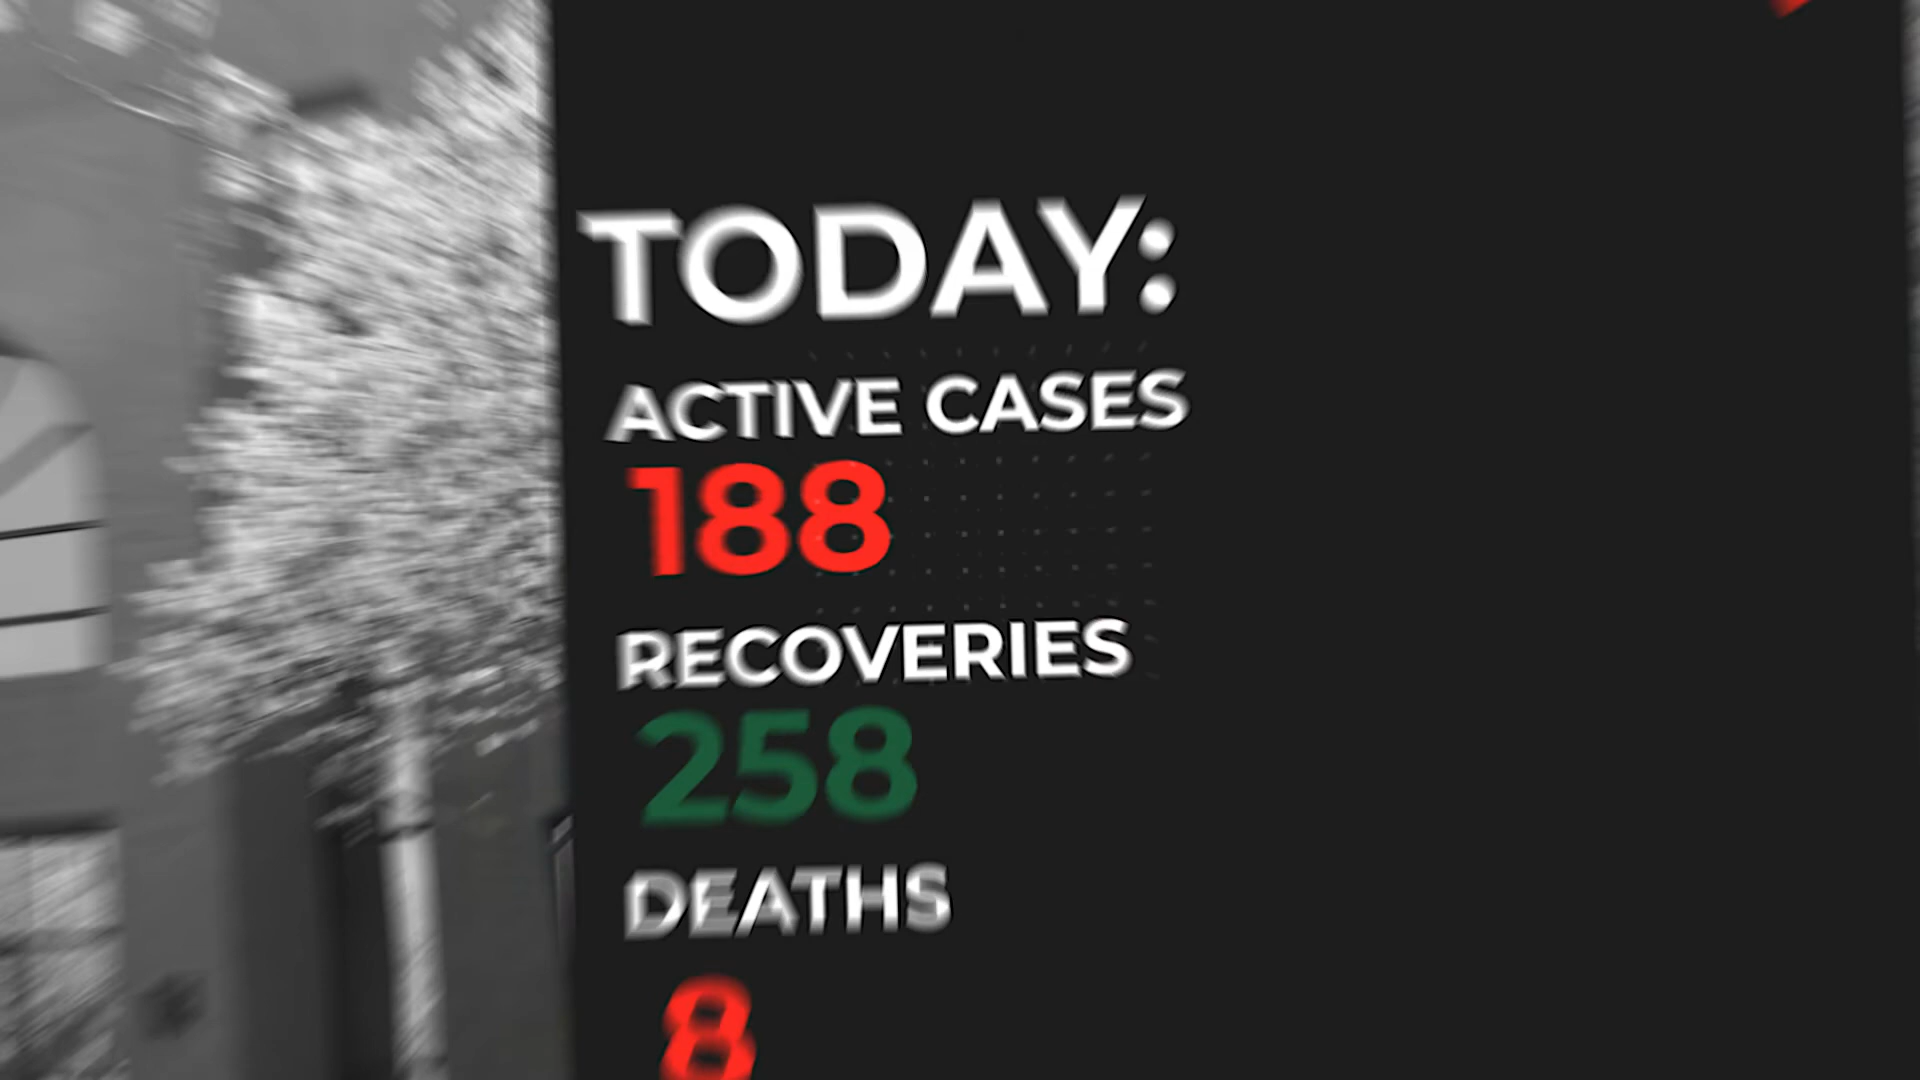 TODAY:
ACTIVE CASES
188
RECOVERIES
258
DEATHS
8